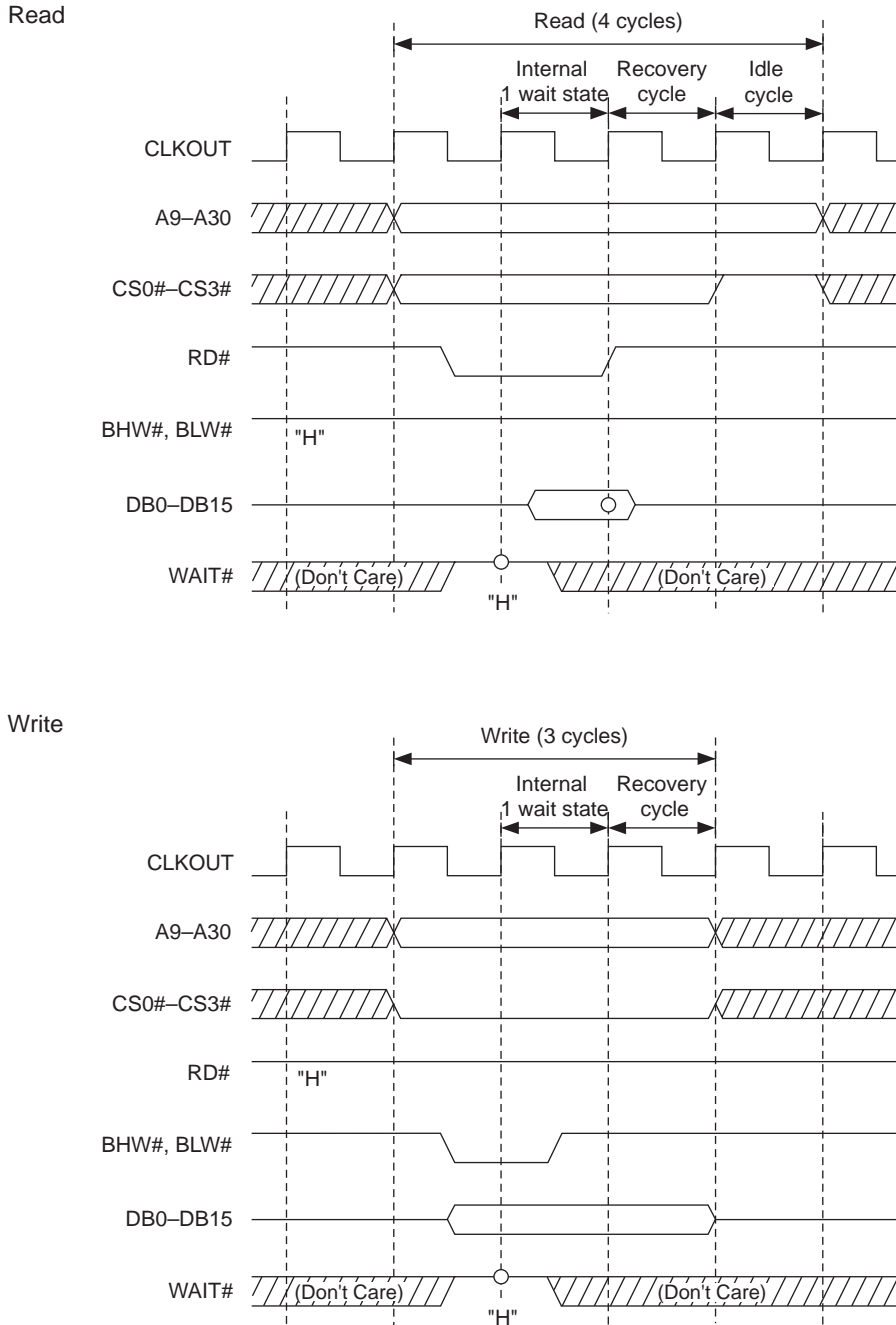 Read
Read (4 cycles)
Internal
1 wait state
Recovery
cycle
Idle
cycle
CLKOUT
A9–A30
CS0#–CS3#
RD#
BHW#, BLW#
"H"
DB0–DB15
WAIT#
(Don't Care)
(Don't Care)
"H"
Write
Write (3 cycles)
Internal
1 wait state
Recovery
cycle
CLKOUT
A9–A30
CS0#–CS3#
RD#
"H"
BHW#, BLW#
DB0–DB15
WAIT#
(Don't Care)
(Don't Care)
"H"